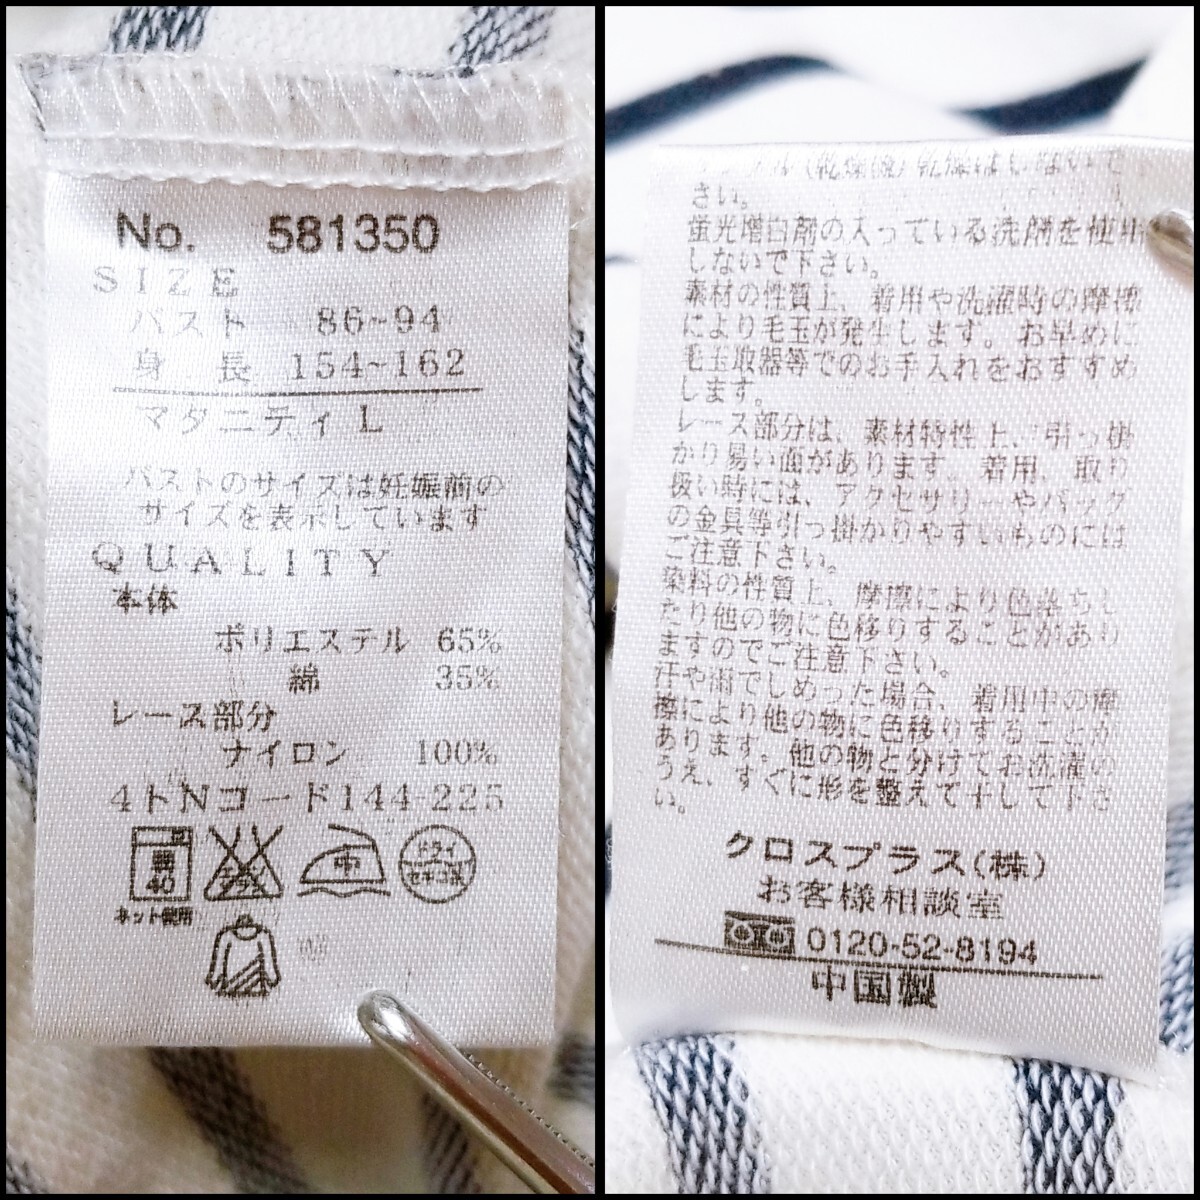 No. 581350
SIZE
バスト 86~94
身 長 154~162
マタニティ L
バストのサイズは妊娠前の
サイズを表示しています
QUALITY
本体
ポリエステル 65%
綿 35%
レース部分
ナイロン 100%
4トNコード144-225
弱
40
中
ドライ
セキユ系
ネット使用
(乾燥機)乾燥はしないで
さい。
蛍光増白剤の入っている洗剤を使用
しないで下さい。
素材の性質上、着用や洗濯時の摩擦
により毛玉が発生します。お早めに
毛玉取器等でのお手入れをおすすめ
します。
レース部分は、素材特性上、引っ掛
かり易い面があります。着用、取り
扱い時には、アクセサリーやバッグ
の金具等引っ掛かりやすいものには
ご注意下さい。
染料の性質上、摩擦により色落ちし
たり他の物に色移りすることがあり
ますのでご注意下さい。
汗や雨でしめった場合、着用中の摩
擦により他の物に色移りすることが
あります。他の物と分けてお洗濯の
うえ、すぐに形を整えて干して下さ
い。
クロスプラス(株)
お客様相談室
0120-52-8194
中国製